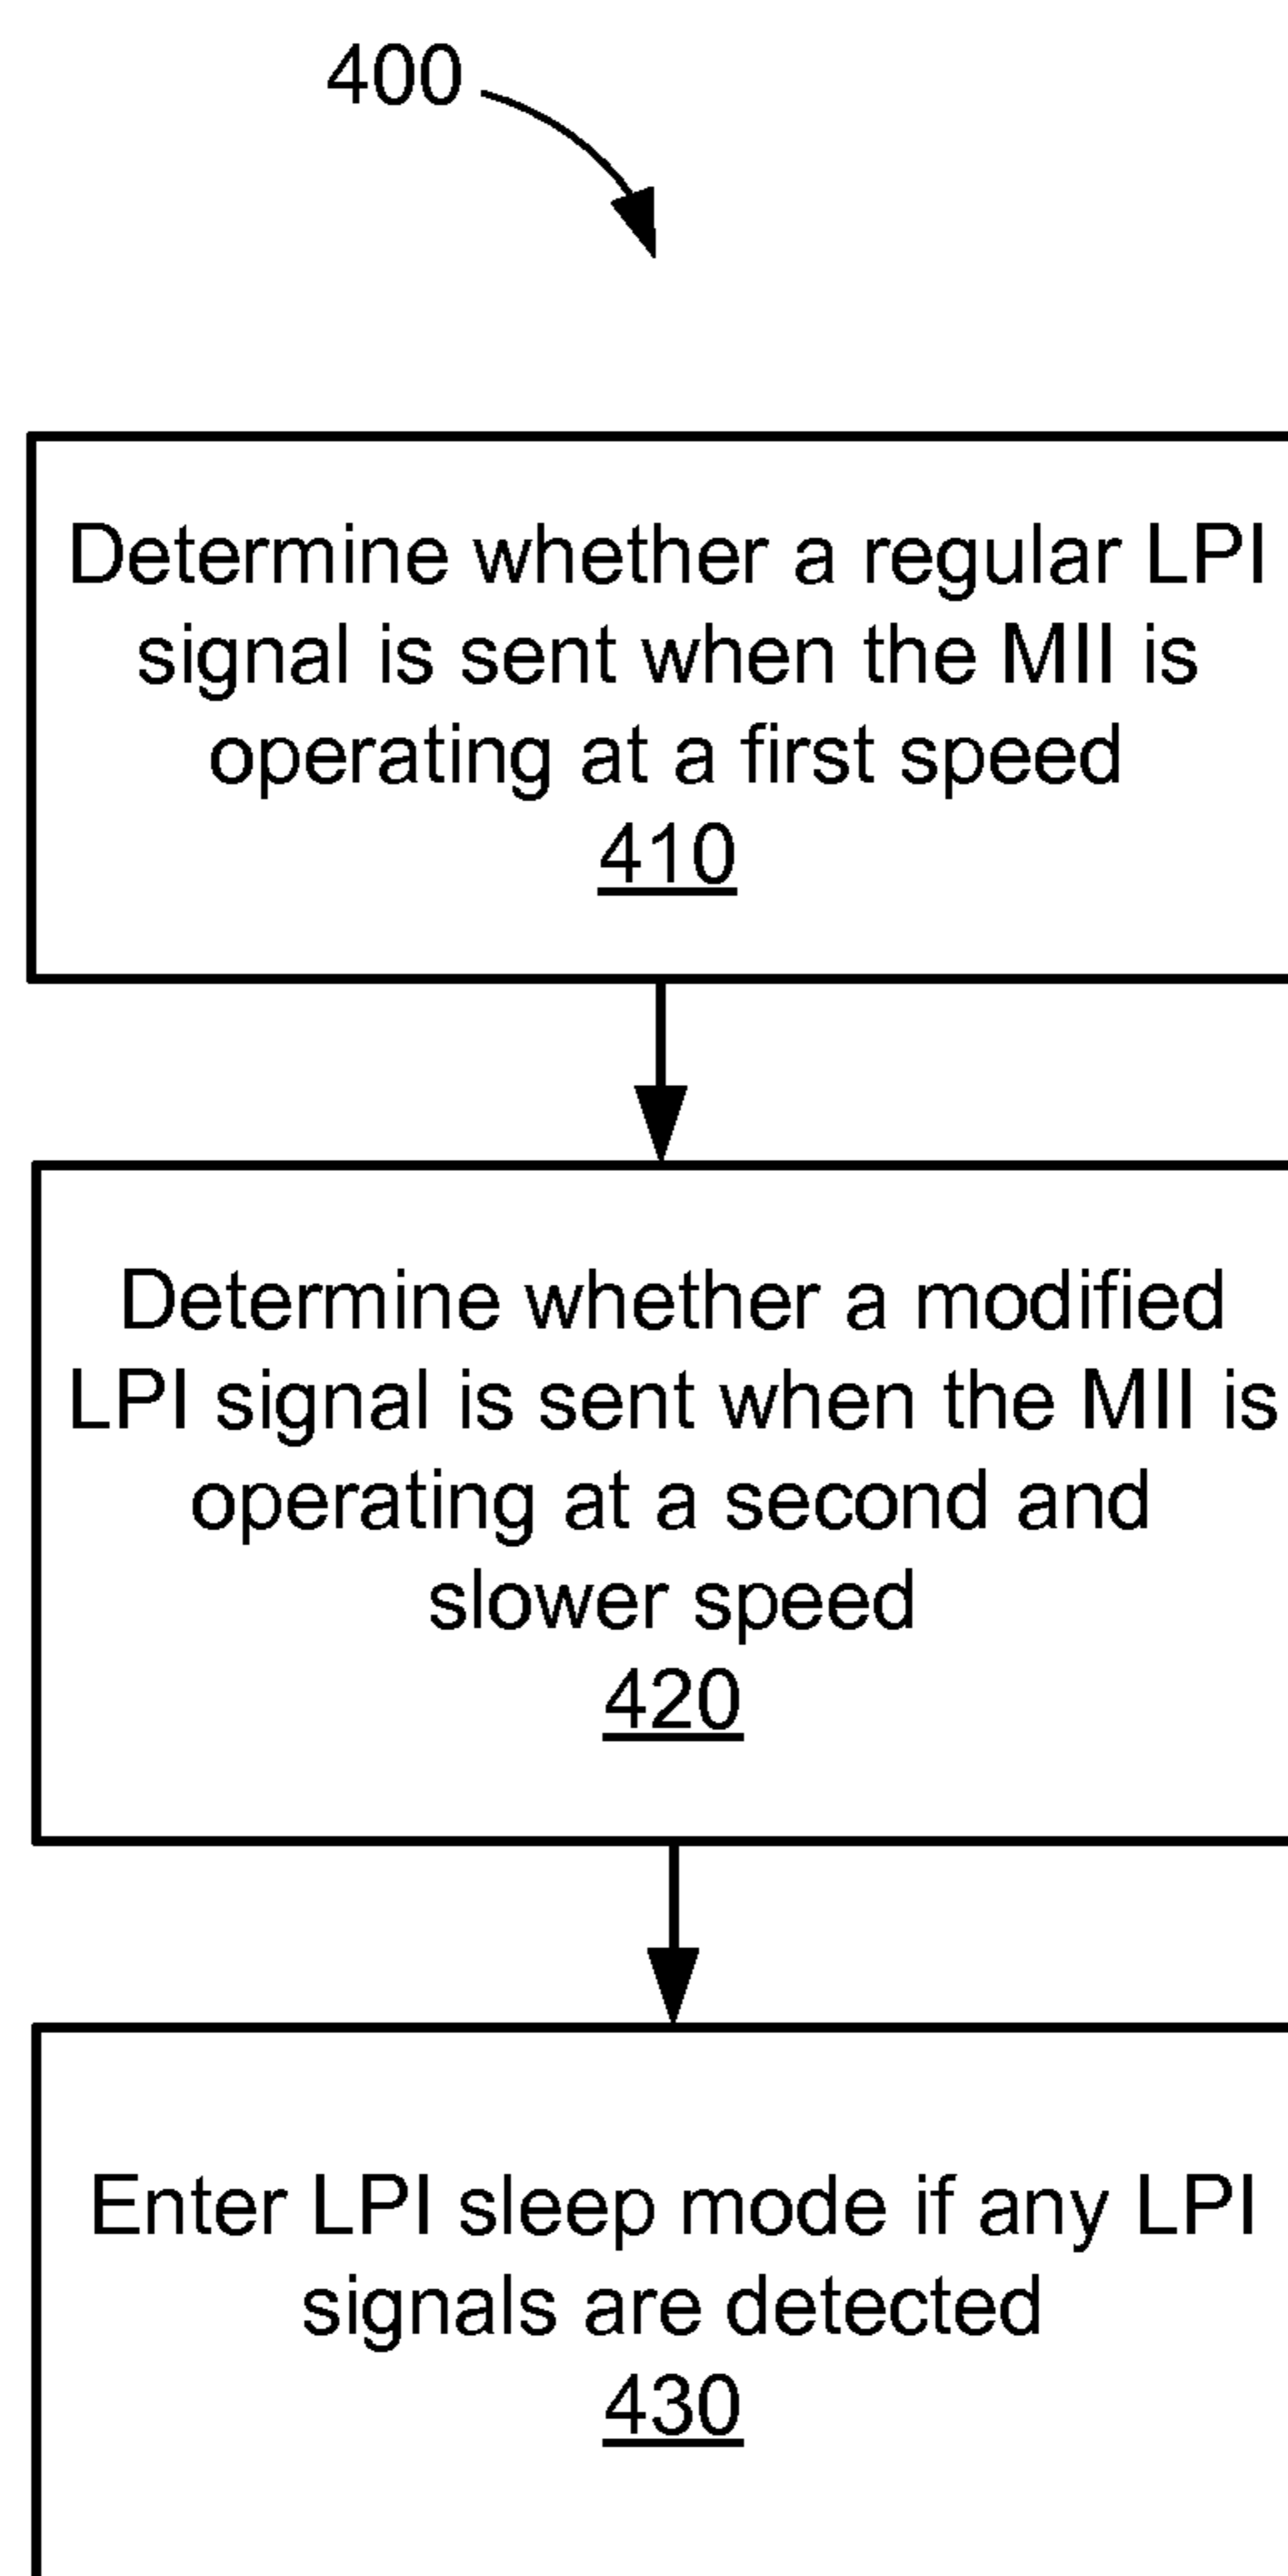 400
Determine whether a regular LPI
signal is sent when the MII is
operating at a first speed
410
Determine whether a modified
LPI signal is sent when the MII is
operating at a second and
slower speed
420
Enter LPI sleep mode if any LPI
signals are detected
430